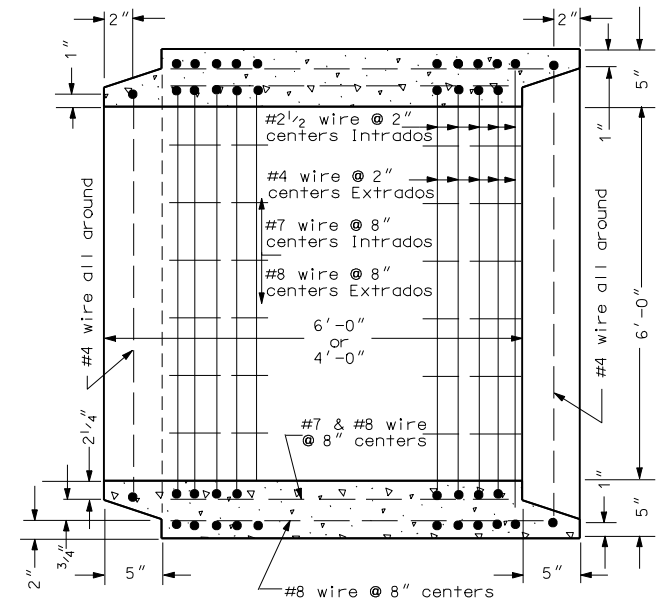 2"
2"
1"
5"
1"
#2 1/2 wire @ 2"
centers Intrados
#4 wire @ 2"
centers Extrados
#7 wire @ 8"
centers Intrados
#8 wire @ 8"
centers Extrados
#4 wire all around
#4 wire all around
6'-0"
or
4'-0"
6'-0"
#7 & #8 wire
@ 8" centers
2 1/4"
1"
5"
2"
3/4"
5"
5"
#8 wire @ 8" centers